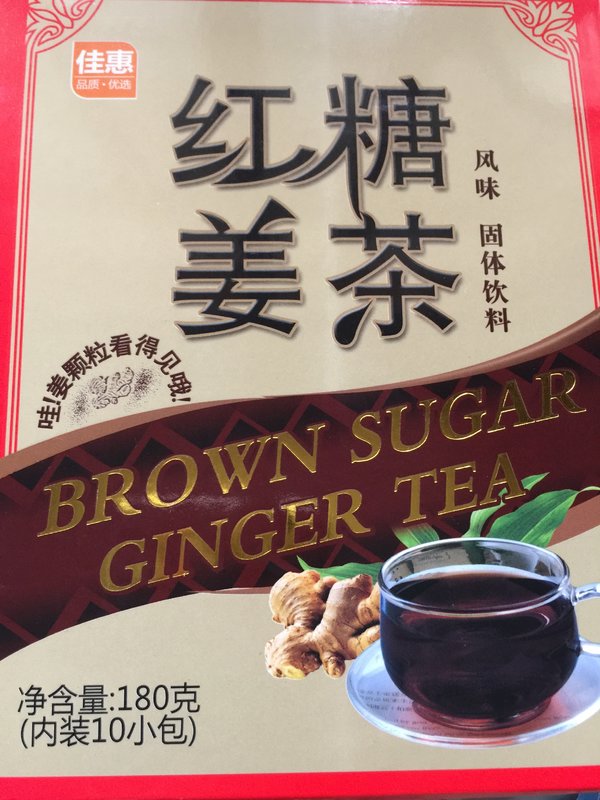 佳惠
品质·优选
红糖
姜茶
风味 固体饮料
哇!姜颗粒看得见哦!
BROWN SUGAR
GINGER TEA
净含量:180克
(内装10小包)